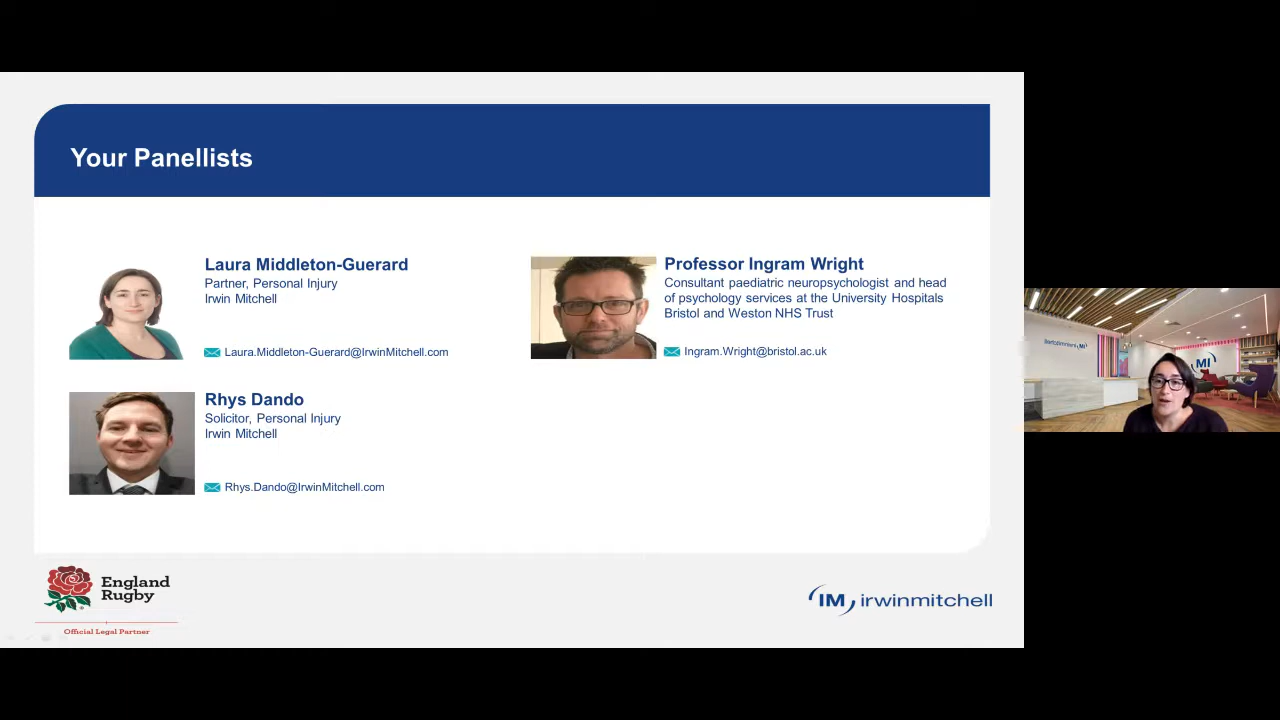 Your Panellists
Laura Middleton-Guerard
Partner, Personal Injury
Irwin Mitchell
Laura.Middleton-Guerard@IrwinMitchell.com
Professor Ingram Wright
Consultant paediatric neuropsychologist and head
of psychology services at the University Hospitals
Bristol and Weston NHS Trust
Ingram.Wright@bristol.ac.uk
Rhys Dando
Solicitor, Personal Injury
Irwin Mitchell
Rhys.Dando@IrwinMitchell.com
England
Rugby
Official Legal Partner
IM irwinmitchell